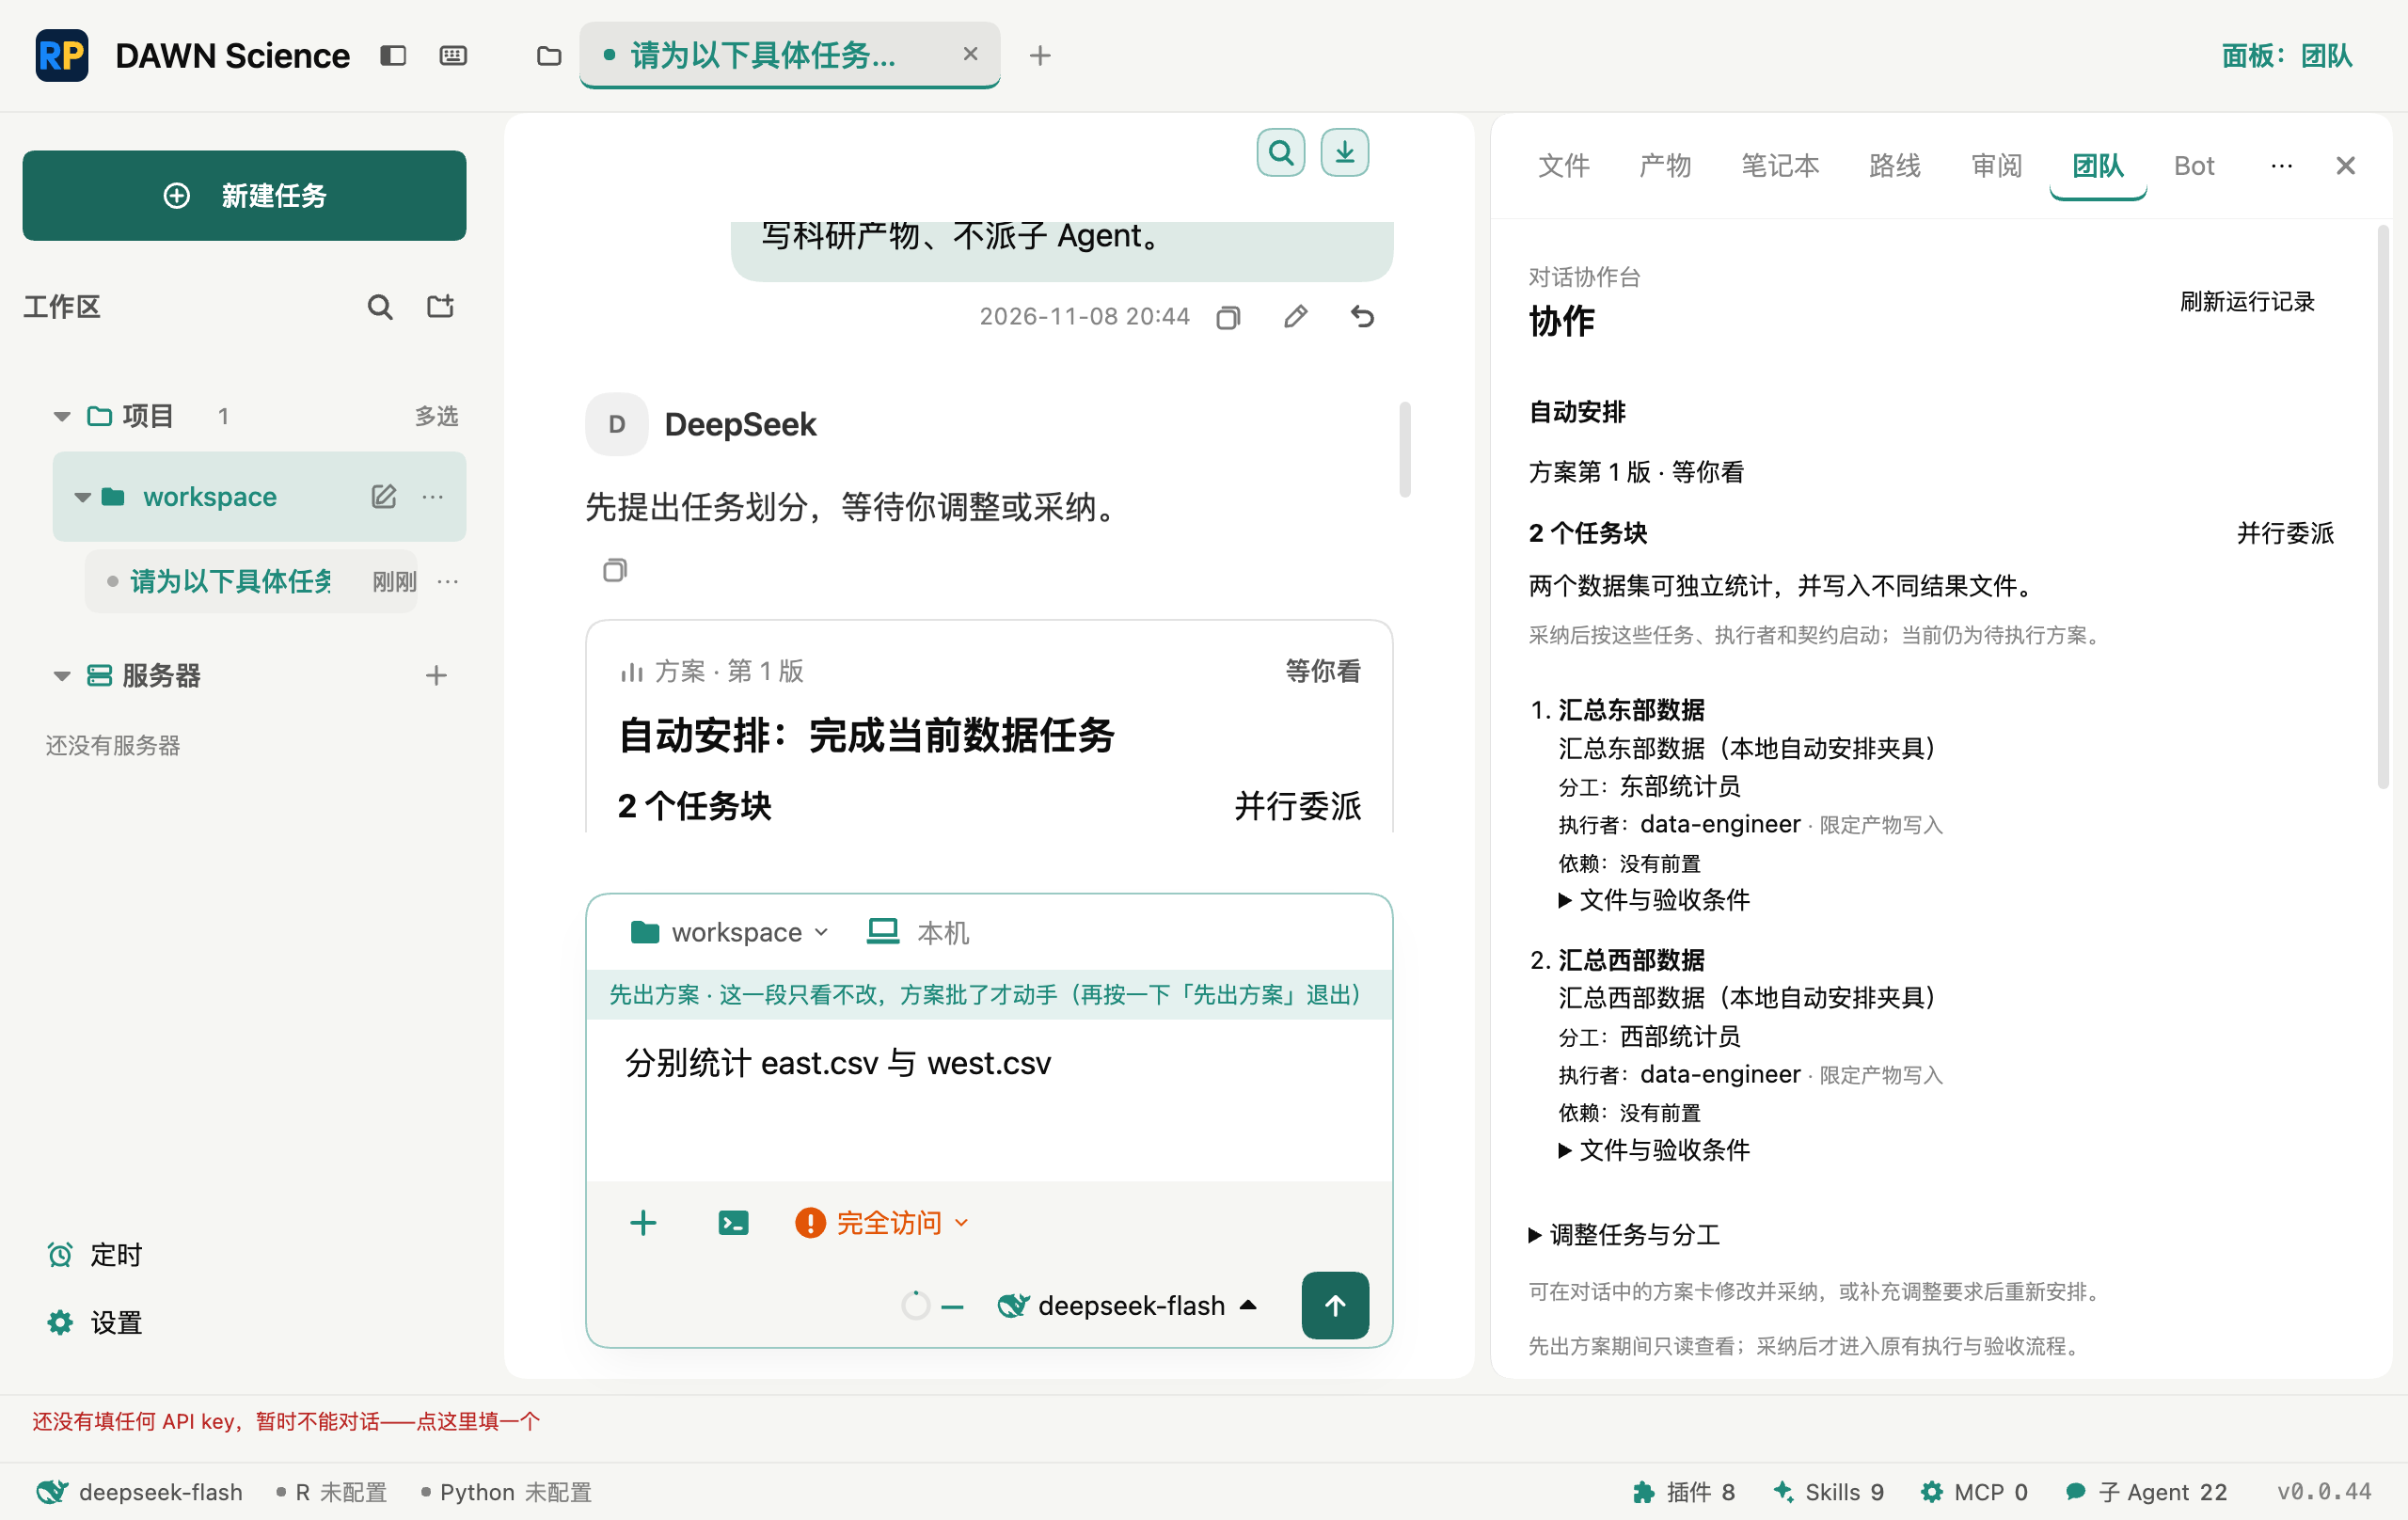 RP DAWN Science
请为以下具体任务...
面板：团队
新建任务
工作区
项目 1 多选
workspace
请为以下具体任务 刚刚
服务器
还没有服务器
定时
设置
写科研产物、不派子 Agent。
2026-11-08 20:44
D DeepSeek
先提出任务划分，等待你调整或采纳。
方案 · 第 1 版 等你看
自动安排：完成当前数据任务
2 个任务块 并行委派
workspace 本机
先出方案 · 这一段只看不改，方案批了才动手（再按一下「先出方案」退出）
分别统计 east.csv 与 west.csv
完全访问
deepseek-flash
文件 产物 笔记本 路线 审阅 团队 Bot ...
对话协作台
协作
刷新运行记录
自动安排
方案第 1 版 · 等你看
2 个任务块 并行委派
两个数据集可独立统计，并写入不同结果文件。
采纳后按这些任务、执行者和契约启动；当前仍为待执行方案。
1. 汇总东部数据
汇总东部数据（本地自动安排夹具）
分工：东部统计员
执行者：data-engineer · 限定产物写入
依赖：没有前置
文件与验收条件
2. 汇总西部数据
汇总西部数据（本地自动安排夹具）
分工：西部统计员
执行者：data-engineer · 限定产物写入
依赖：没有前置
文件与验收条件
调整任务与分工
可在对话中的方案卡修改并采纳，或补充调整要求后重新安排。
先出方案期间只读查看；采纳后才进入原有执行与验收流程。
还没有填任何 API key，暂时不能对话——点这里填一个
deepseek-flash R 未配置 Python 未配置
插件 8 Skills 9 MCP 0 子 Agent 22 v0.0.44